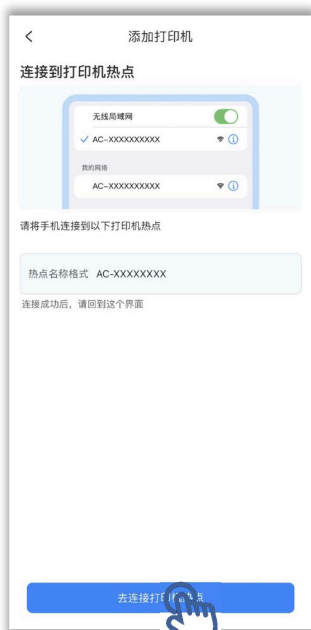 添加打印机
连接到打印机热点
无线局域网
AC-XXXXXXXXXX
我的网络
AC-XXXXXXXXXX
请将手机连接到以下打印机热点
热点名称格式 AC-XXXXXXXX
连接成功后，请回到这个界面
去连接打印机热点